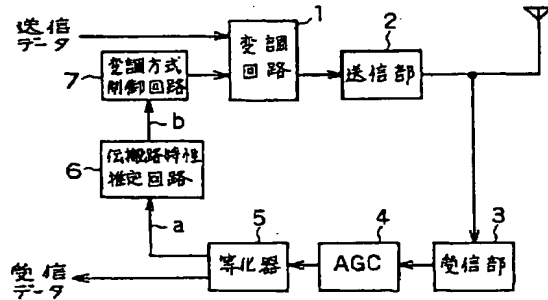 送信
データ
1
変調
回路
2
送信部
7
変調方式
制御回路
b
伝搬路特性
推定回路
6
a
5
等化器
4
AGC
3
受信部
受信
データ